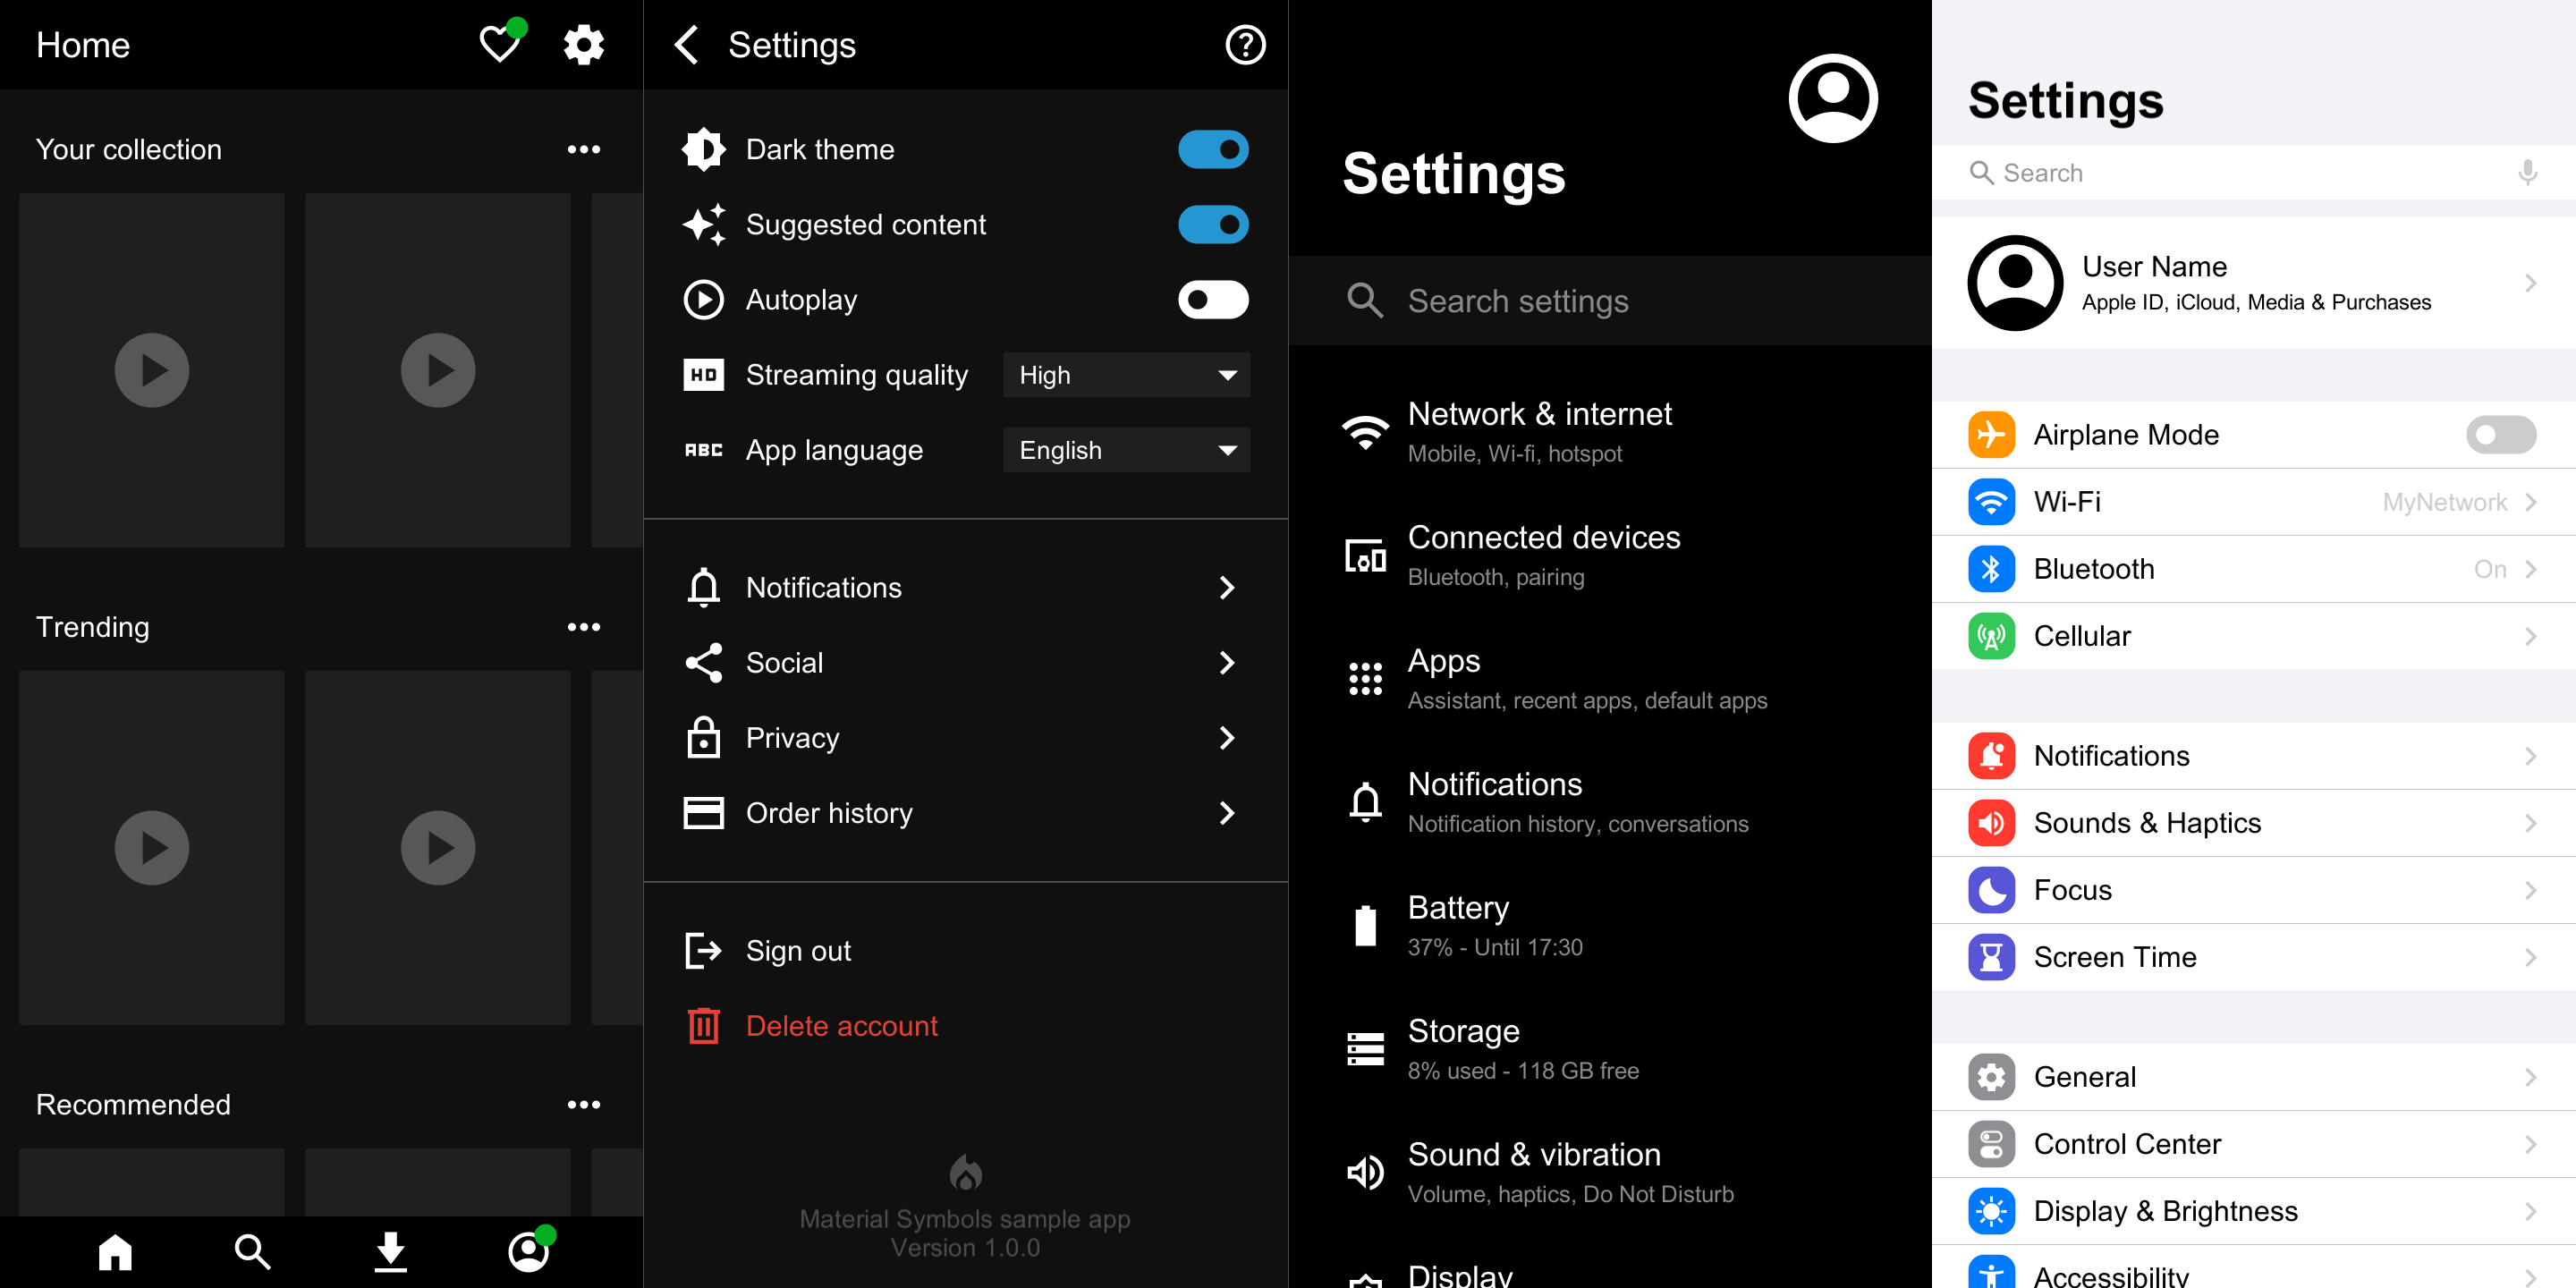 Home
Your collection
Trending
Recommended
Settings
Dark theme
Suggested content
Autoplay
HD
Streaming quality
High
ABC
App language
English
Notifications
Social
Privacy
Order history
Sign out
Delete account
Material Symbols sample app
Version 1.0.0
Settings
Search settings
Network & internet
Mobile, Wi-fi, hotspot
Connected devices
Bluetooth, pairing
Apps
Assistant, recent apps, default apps
Notifications
Notification history, conversations
Battery
37% - Until 17:30
Storage
8% used - 118 GB free
Sound & vibration
Volume, haptics, Do Not Disturb
Display
Settings
Search
User Name
Apple ID, iCloud, Media & Purchases
Airplane Mode
Wi-Fi
MyNetwork
Bluetooth
On
Cellular
Notifications
Sounds & Haptics
Focus
Screen Time
General
Control Center
Display & Brightness
Accessibility